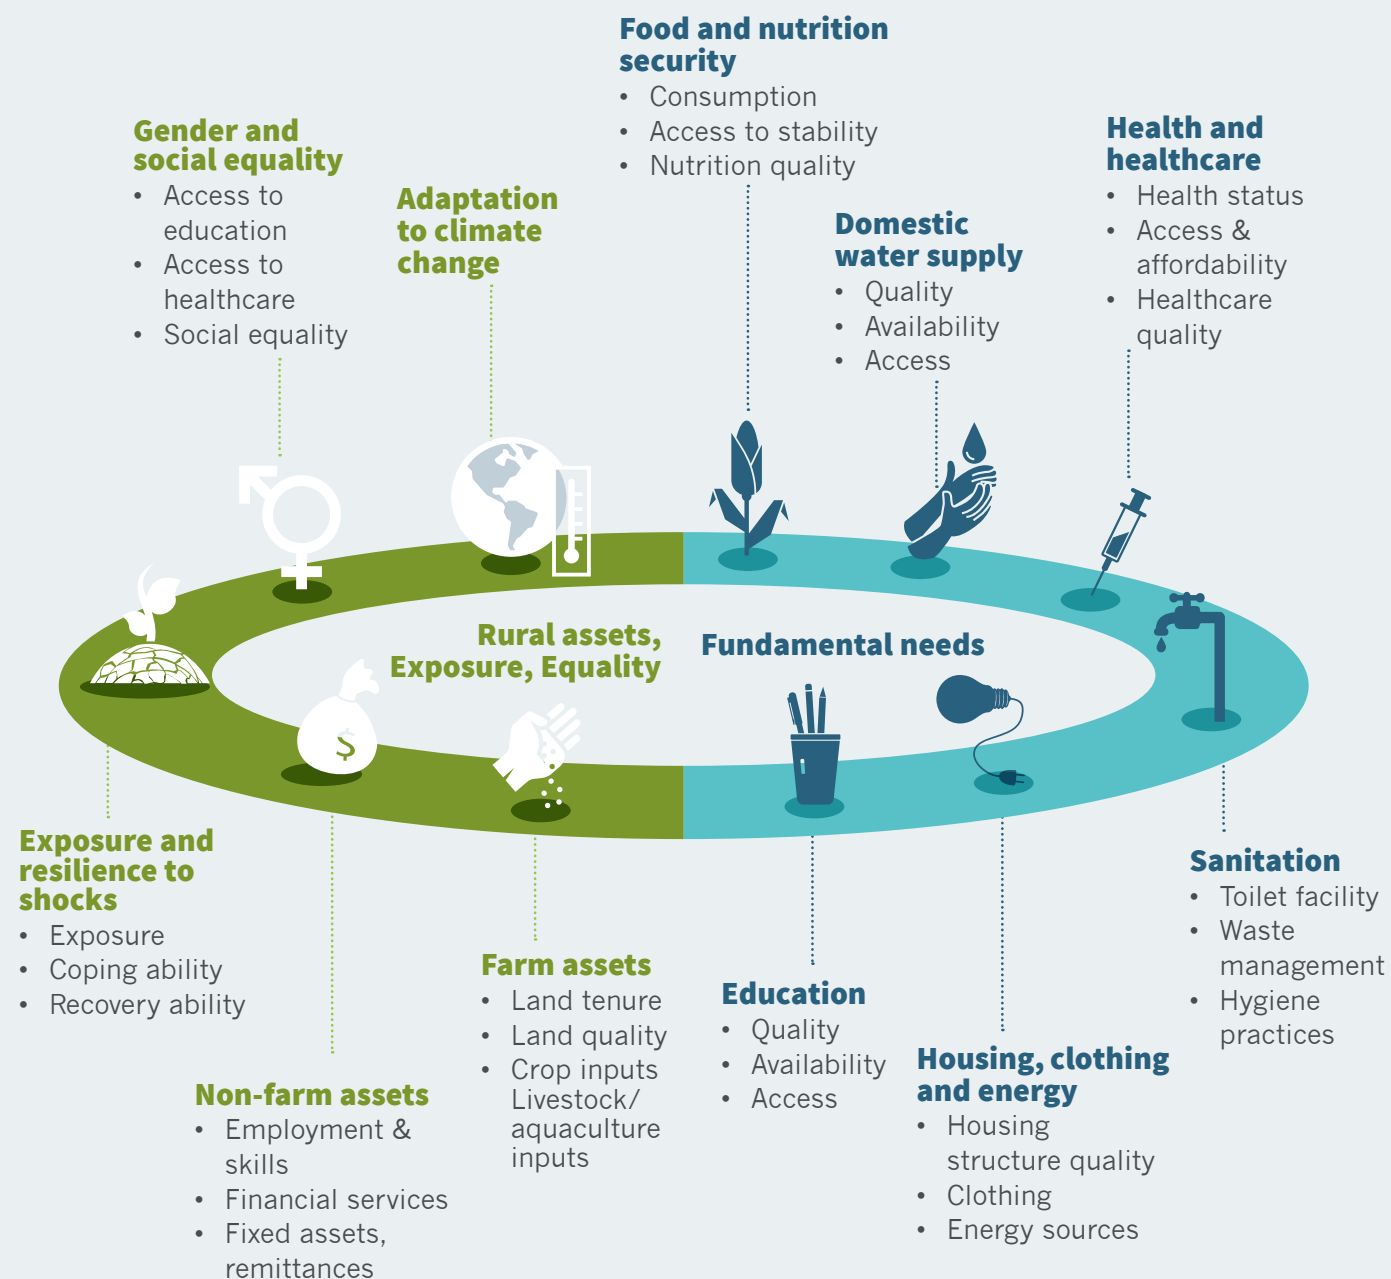 Food and nutrition
security
• Consumption
• Access to stability
• Nutrition quality
Gender and
social equality
• Access to
education
• Access to
healthcare
• Social equality
Adaptation
to climate
change
Domestic
water supply
• Quality
• Availability
• Access
Health and
healthcare
• Health status
• Access &
affordability
• Healthcare
quality
Rural assets,
Exposure, Equality
Fundamental needs
$
Exposure and
resilience to
shocks
• Exposure
• Coping ability
• Recovery ability
Non-farm assets
• Employment &
skills
• Financial services
• Fixed assets,
remittances
Farm assets
• Land tenure
• Land quality
• Crop inputs
Livestock/
aquaculture
inputs
Education
• Quality
• Availability
• Access
Housing, clothing
and energy
• Housing
structure quality
• Clothing
• Energy sources
Sanitation
• Toilet facility
• Waste
management
• Hygiene
practices